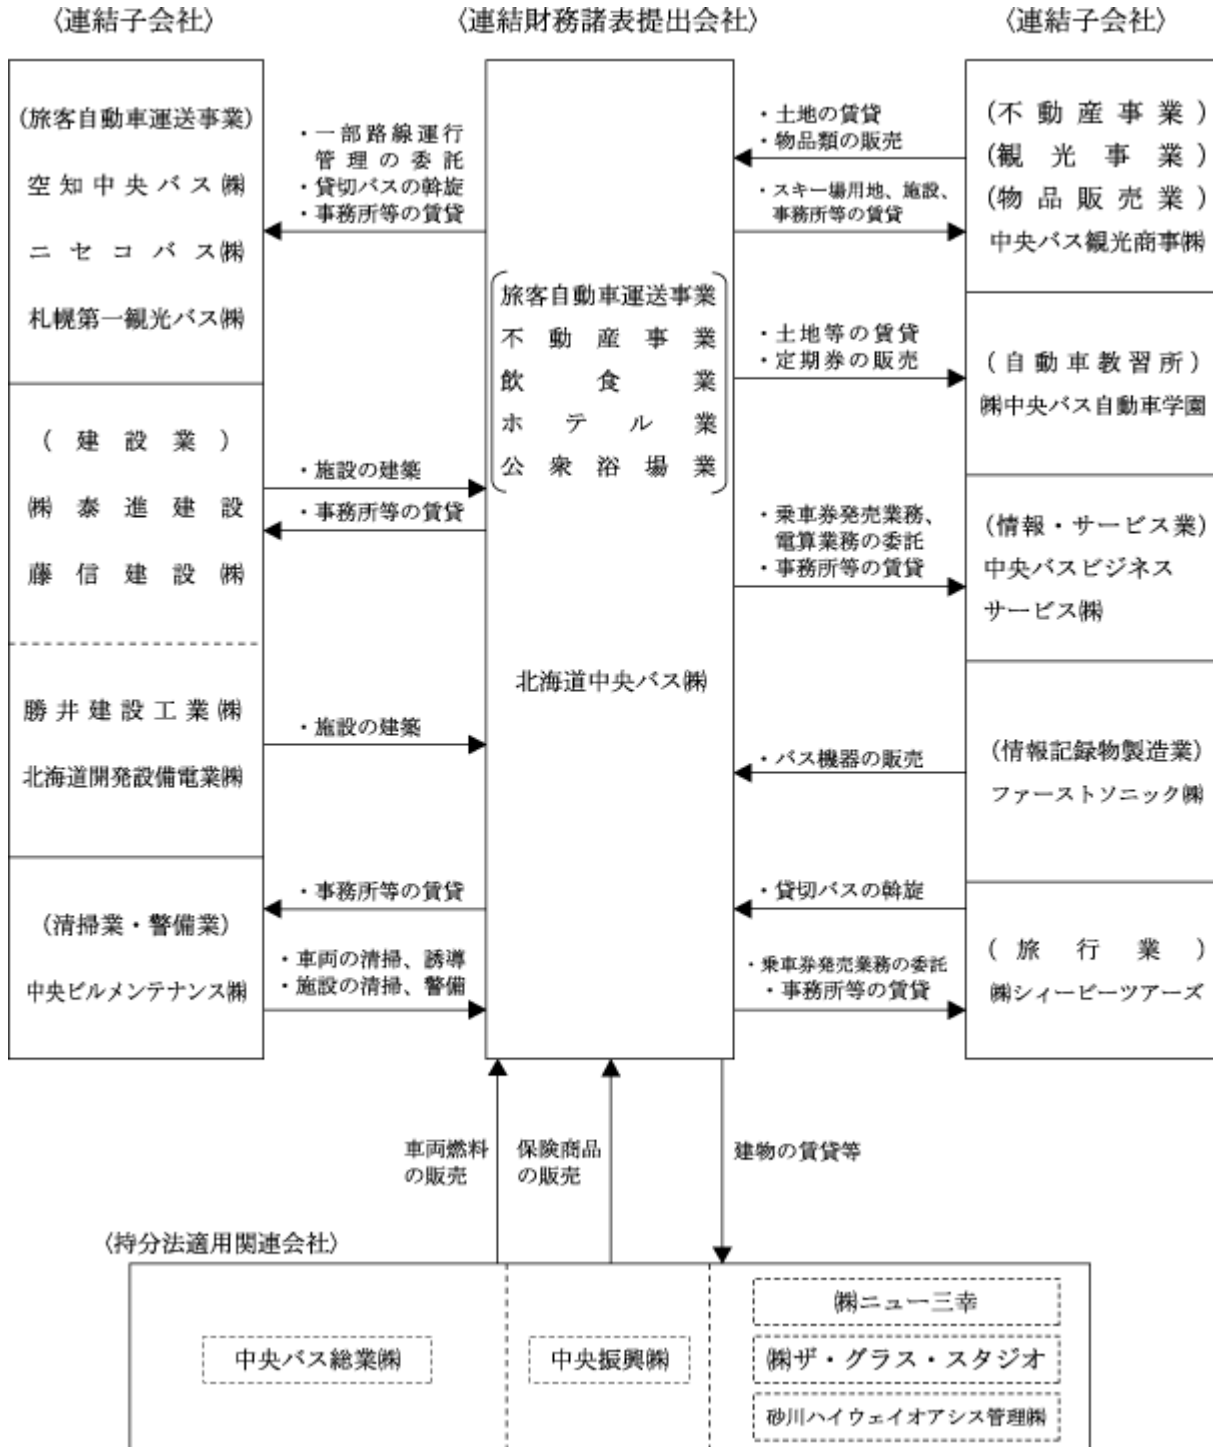 〈連結子会社〉
〈連結財務諸表提出会社〉
〈連結子会社〉
(旅客自動車運送事業)
空知中央バス㈱
ニセコバス㈱
札幌第一観光バス㈱
・一部路線運行
管理の委託
・貸切バスの斡旋
・事務所等の賃貸
(建設業)
㈱泰進建設
藤信建設㈱
・施設の建築
・事務所等の賃貸
勝井建設工業㈱
北海道開発設備電業㈱
・施設の建築
(清掃業・警備業)
中央ビルメンテナンス㈱
・事務所等の賃貸
・車両の清掃、誘導
・施設の清掃、警備
旅客自動車運送事業
不動産事業
飲食業
ホテル業
公衆浴場業
北海道中央バス㈱
・土地の賃貸
・物品類の販売
・スキー場用地、施設、
事務所等の賃貸
(不動産事業)
(観光事業)
(物品販売業)
中央バス観光商事㈱
・土地等の賃貸
・定期券の販売
(自動車教習所)
㈱中央バス自動車学園
・乗車券発売業務、
電算業務の委託
・事務所等の賃貸
(情報・サービス業)
中央バスビジネス
サービス㈱
・バス機器の販売
(情報記録物製造業)
ファーストソニック㈱
・貸切バスの斡旋
・乗車券発売業務の委託
・事務所等の賃貸
(旅行業)
㈱シィービーツアーズ
車両燃料
の販売
保険商品
の販売
建物の賃貸等
〈持分法適用関連会社〉
中央バス総業㈱
中央振興㈱
㈱ニュー三幸
㈱ザ・グラス・スタジオ
砂川ハイウェイオアシス管理㈱